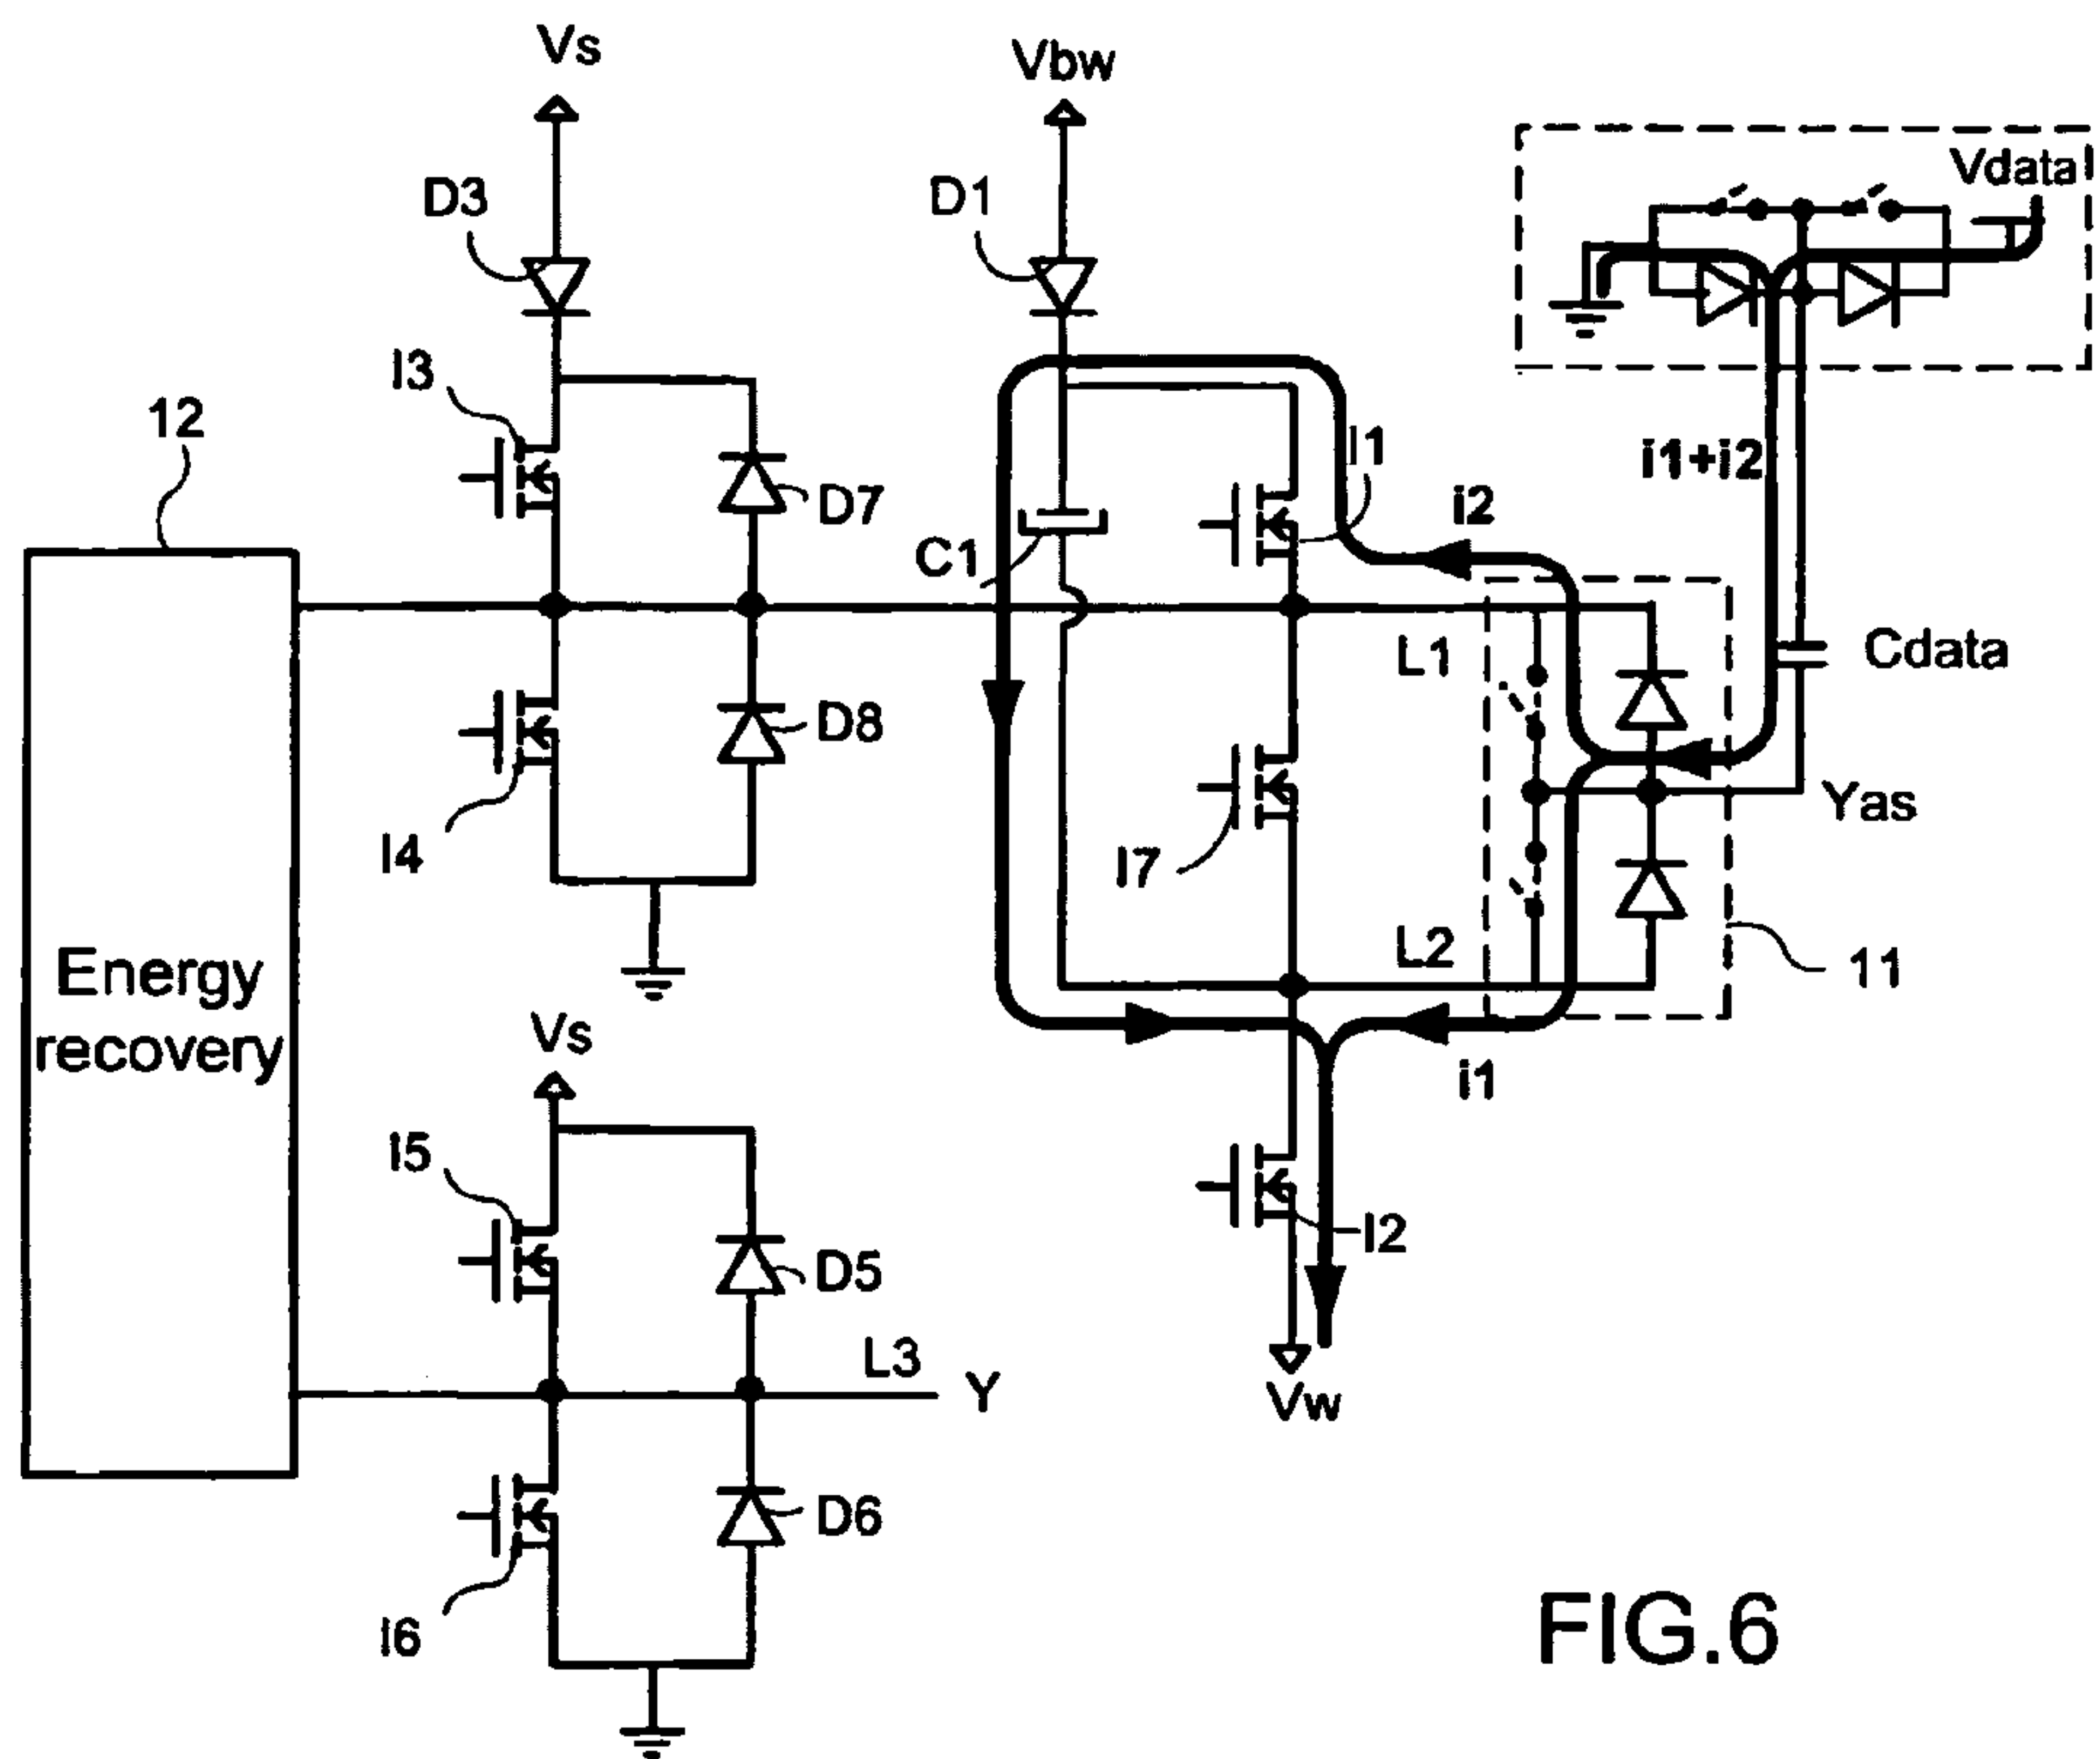 Vs
Vbw
Vdata
D3
D1
I3
12
I1
i1+i2
D7
i2
C1
L1
Cdata
D8
Yas
I4
I7
L2
11
Energy
recovery
Vs
i1
I5
I2
D5
L3
Y
Vw
D6
I6
FIG.6